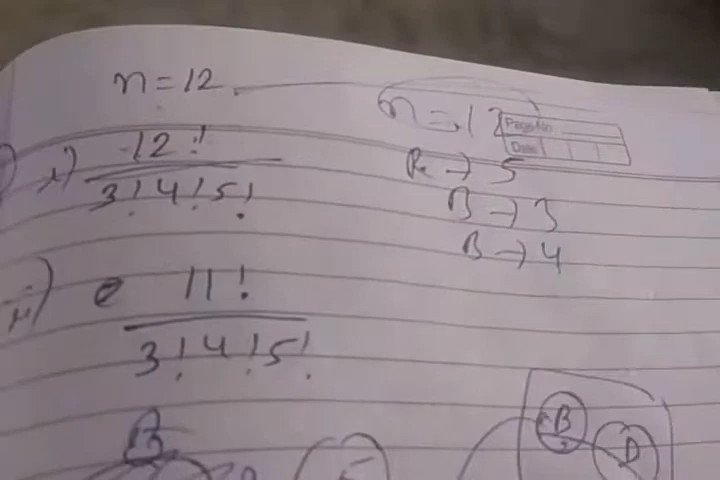 n = 12
n = 12
Page No.
Date
i) 12!
3! 4! 5!
R → 5
B → 3
B → 4
ii) 11!
3! 4! 5!
B
B
D